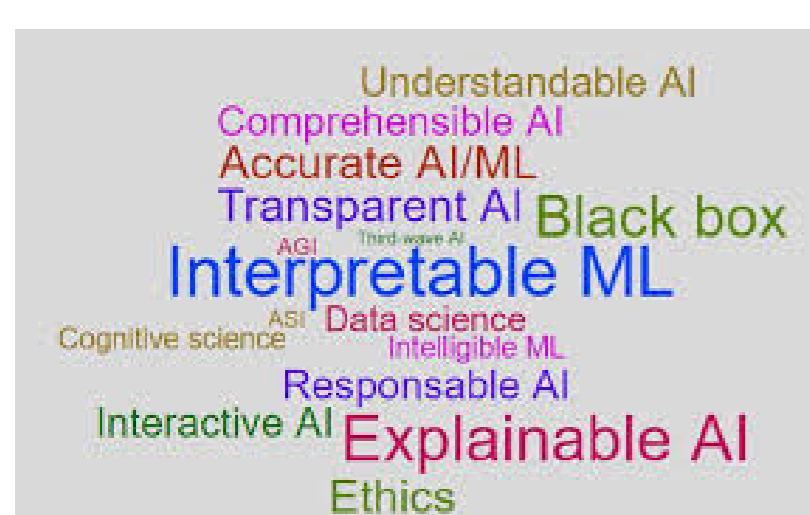 Understandable AI
Comprehensible AI
Accurate AI/ML
Transparent AI
Black box
Third-wave AI
AGI
Interpretable ML
ASI
Data science
Cognitive science
Intelligible ML
Responsable AI
Interactive AI
Explainable AI
Ethics